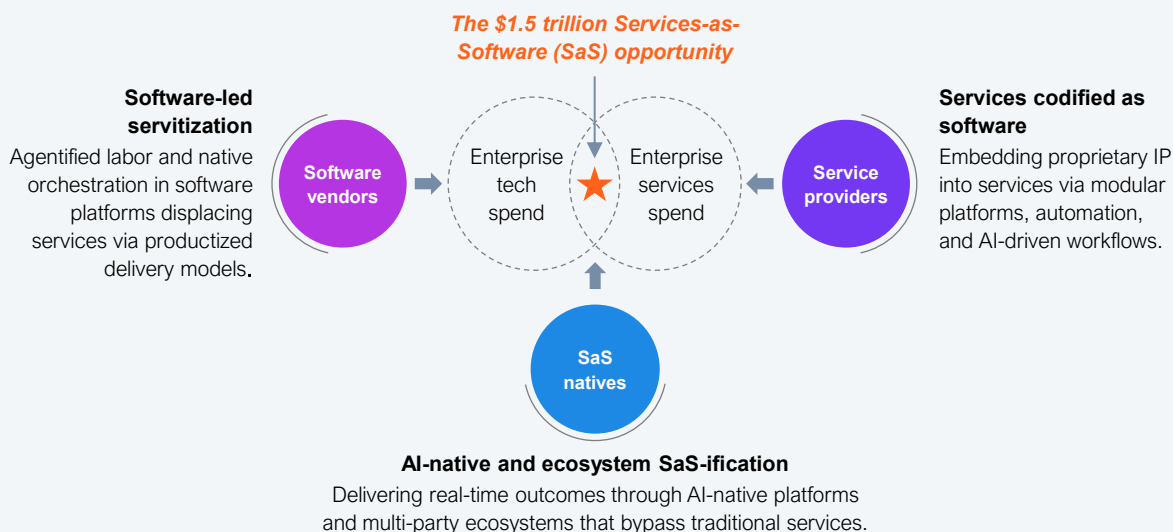 The $1.5 trillion Services-as-
Software (SaS) opportunity
Software-led
servitization
Agentified labor and native
orchestration in software
platforms displacing
services via productized
delivery models.
Software
vendors
Enterprise
tech
spend
Enterprise
services
spend
Service
providers
Services codified as
software
Embedding proprietary IP
into services via modular
platforms, automation,
and AI-driven workflows.
SaS
natives
AI-native and ecosystem SaS-ification
Delivering real-time outcomes through AI-native platforms
and multi-party ecosystems that bypass traditional services.